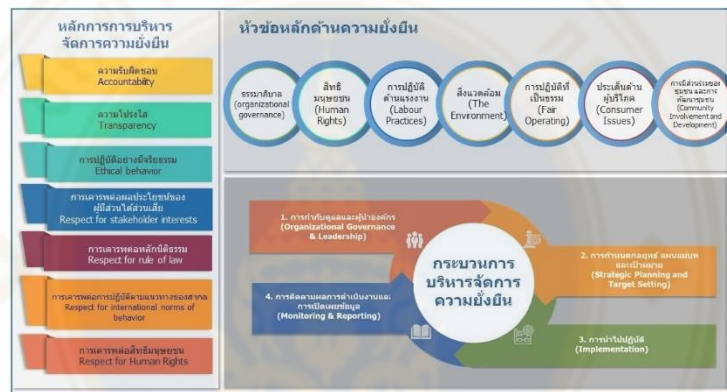 หลักการการบริหาร
จัดการความยั่งยืน
ความรับผิดชอบ
Accountability
ความโปร่งใส
Transparency
การปฏิบัติอย่างมีจริยธรรม
Ethical behavior
การเคารพต่อผลประโยชน์ของ
ผู้มีส่วนได้ส่วนเสีย
Respect for stakeholder interests
การเคารพต่อหลักนิติธรรม
Respect for rule of law
การเคารพต่อการปฏิบัติตามแนวทางของสากล
Respect for international norms of
behavior
การเคารพต่อสิทธิมนุษยชน
Respect for Human Rights
หัวข้อหลักด้านความยั่งยืน
ธรรมาภิบาล
(organizational
governance)
สิทธิ
มนุษยชน
(Human
Rights)
การปฏิบัติ
ด้านแรงงาน
(Labour
Practices)
สิ่งแวดล้อม
(The
Environment)
การปฏิบัติที่
เป็นธรรม
(Fair
Operating)
ประเด็นด้าน
ผู้บริโภค
(Consumer
Issues)
การมีส่วนร่วมของ
ชุมชน และการ
พัฒนาชุมชน
(Community
Involvement and
Development)
1. การกำกับดูแลและผู้นำองค์กร
(Organizational Governance
& Leadership)
2. การกำหนดกลยุทธ์ แผนแม่บท
และเป้าหมาย
(Strategic Planning and
Target Setting)
กระบวนการ
บริหารจัดการ
ความยั่งยืน
4. การติดตามผลการดำเนินงานและ
การเปิดเผยข้อมูล
(Monitoring & Reporting)
3. การนำไปปฏิบัติ
(Implementation)